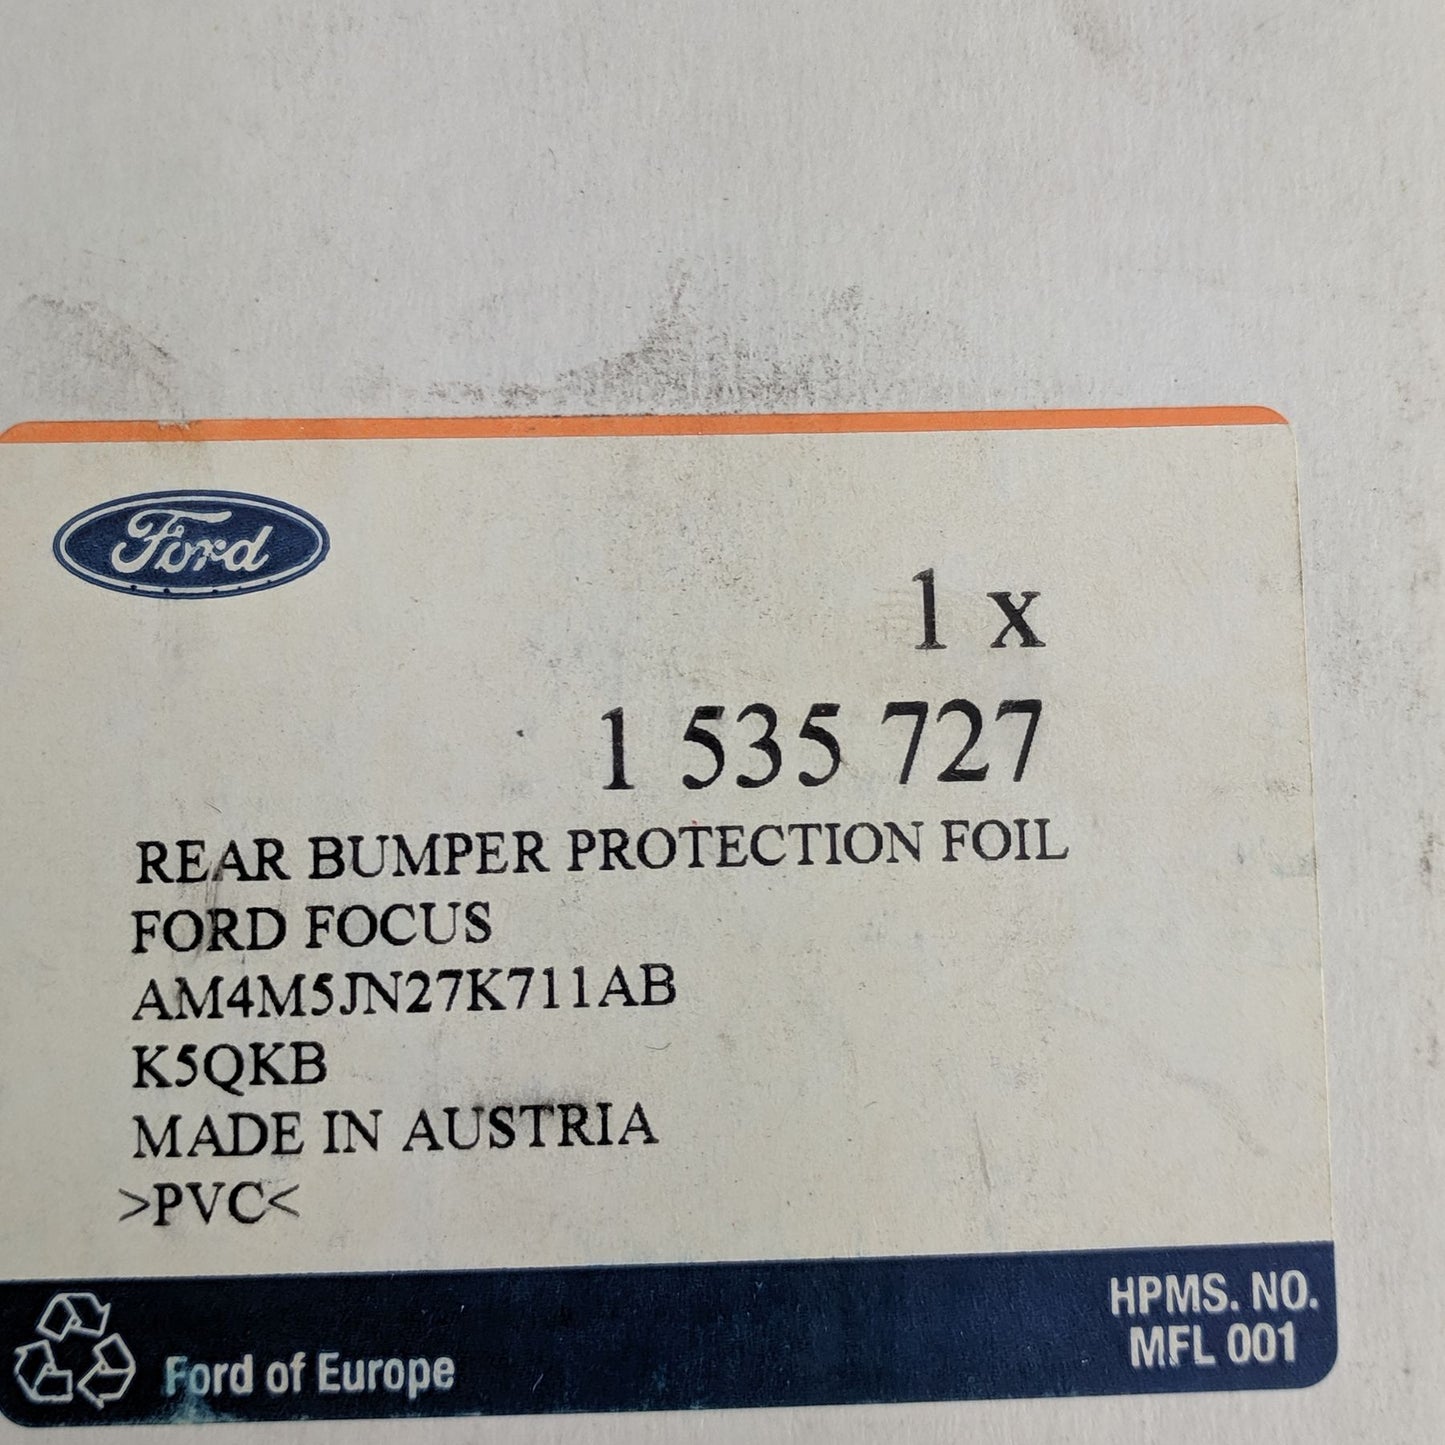 Ford
1 x
1 535 727
REAR BUMPER PROTECTION FOIL
FORD FOCUS
AM4M5JN27K711AB
K5QKB
MADE IN AUSTRIA
>PVC<
Ford of Europe
HPMS. NO.
MFL 001